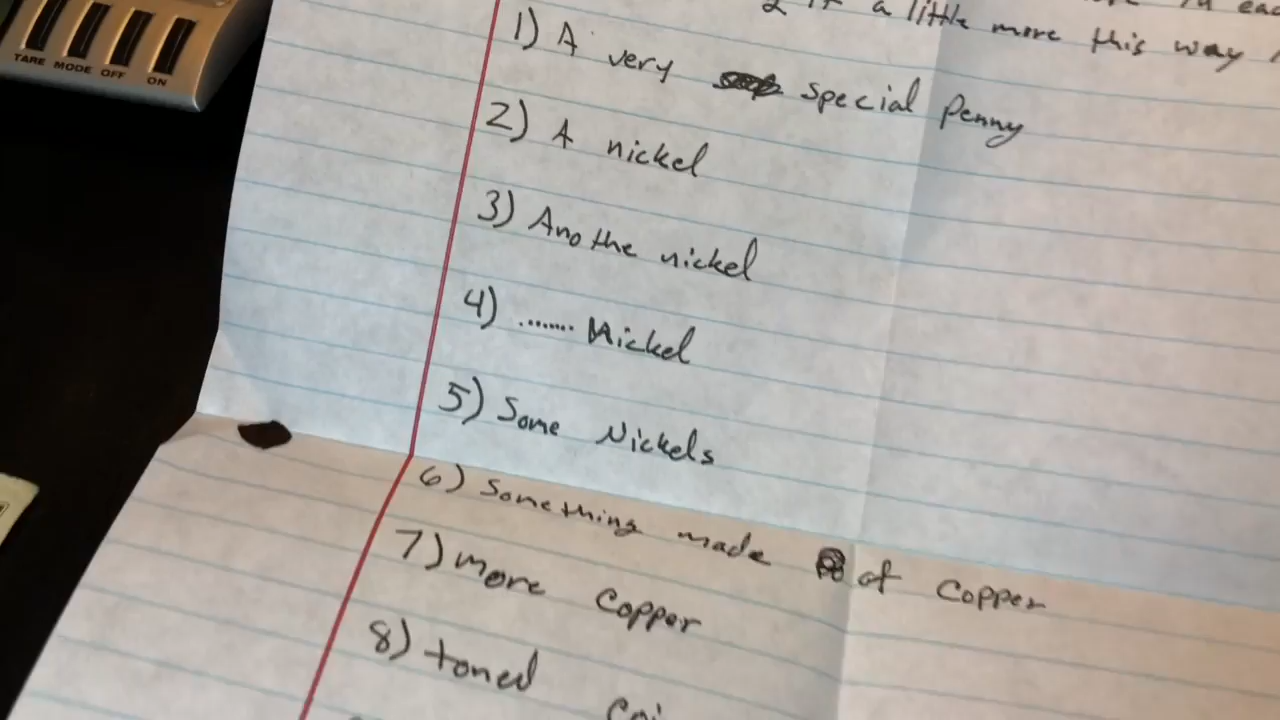 TARE MODE OFF ON
a little more this way
1) A very special Penny
2) A nickel
3) Anothe nickel
4) ....... Nickel
5) Some Nickels
6) Something made of copper
7) more copper
8) toned